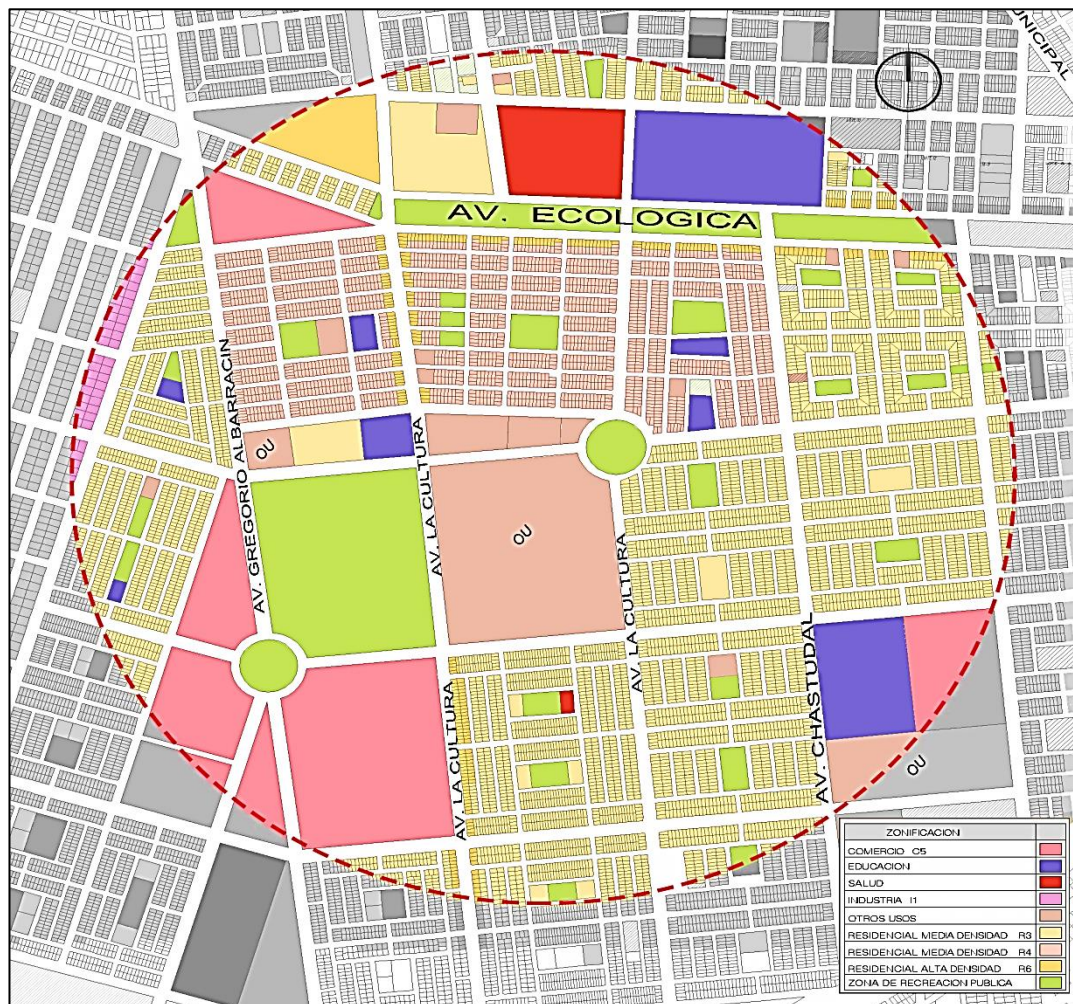 UNICIPAL
AV. ECOLOGICA
AV. GREGORIO ALBARRACIN
AV. LA CULTURA
OU
OU
AV. LA CULTURA
AV. LA CULTURA
AV. CHASTUDAL
OU
ZONIFICACION
COMERCIO C5
EDUCACION
SALUD
INDUSTRIA I1
OTROS USOS
RESIDENCIAL MEDIA DENSIDAD R3
RESIDENCIAL MEDIA DENSIDAD R4
RESIDENCIAL ALTA DENSIDAD R6
ZONA DE RECREACION PUBLICA